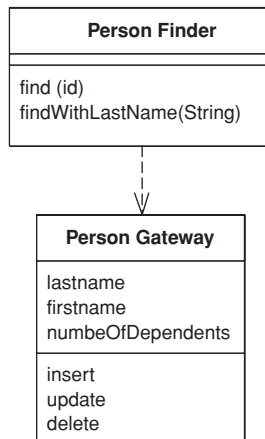 Person Finder
find (id)
findWithLastName(String)
Person Gateway
lastname
firstname
numbeOfDependents
insert
update
delete